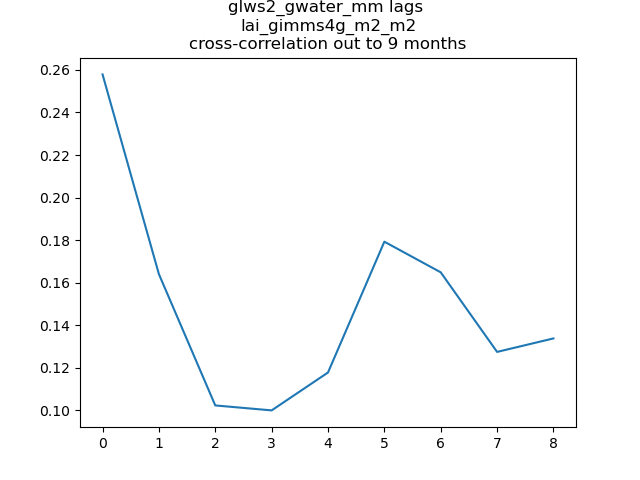 glws2_gwater_mm lags
lai_gimms4g_m2_m2
cross-correlation out to 9 months
0.26
0.24
0.22
0.20
0.18
0.16
0.14
0.12
0.10
0 1 2 3 4 5 6 7 8